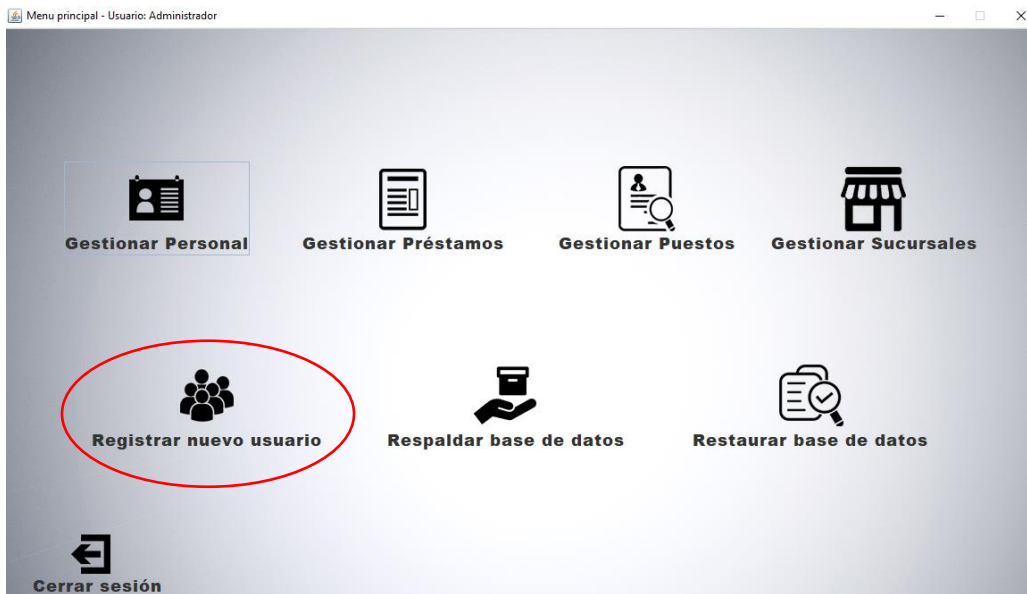 Menu principal - Usuario: Administrador
Gestionar Personal
Gestionar Préstamos
Gestionar Puestos
Gestionar Sucursales
Registrar nuevo usuario
Respaldar base de datos
Restaurar base de datos
Cerrar sesión